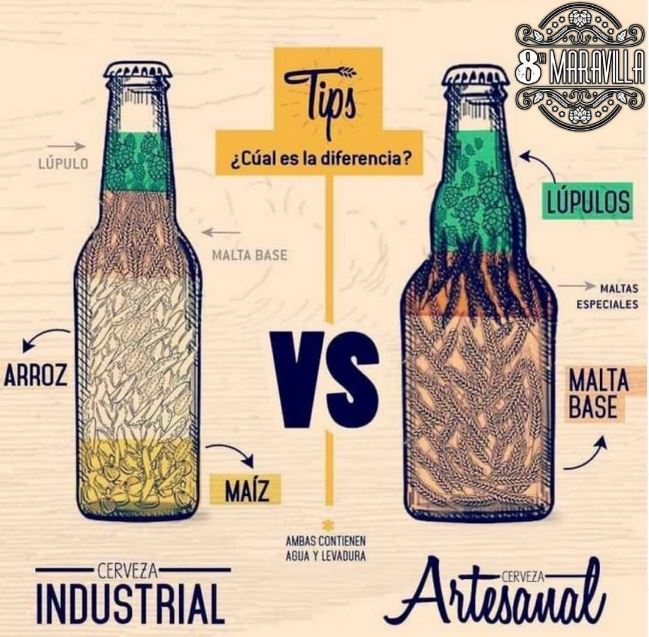 8VA MARAVILLA
Tips
¿Cúal es la diferencia?
LÚPULO
MALTA BASE
ARROZ
MAÍZ
VS
LÚPULOS
MALTAS
ESPECIALES
MALTA
BASE
*
AMBAS CONTIENEN
AGUA Y LEVADURA
CERVEZA
INDUSTRIAL
CERVEZA
Artesanal